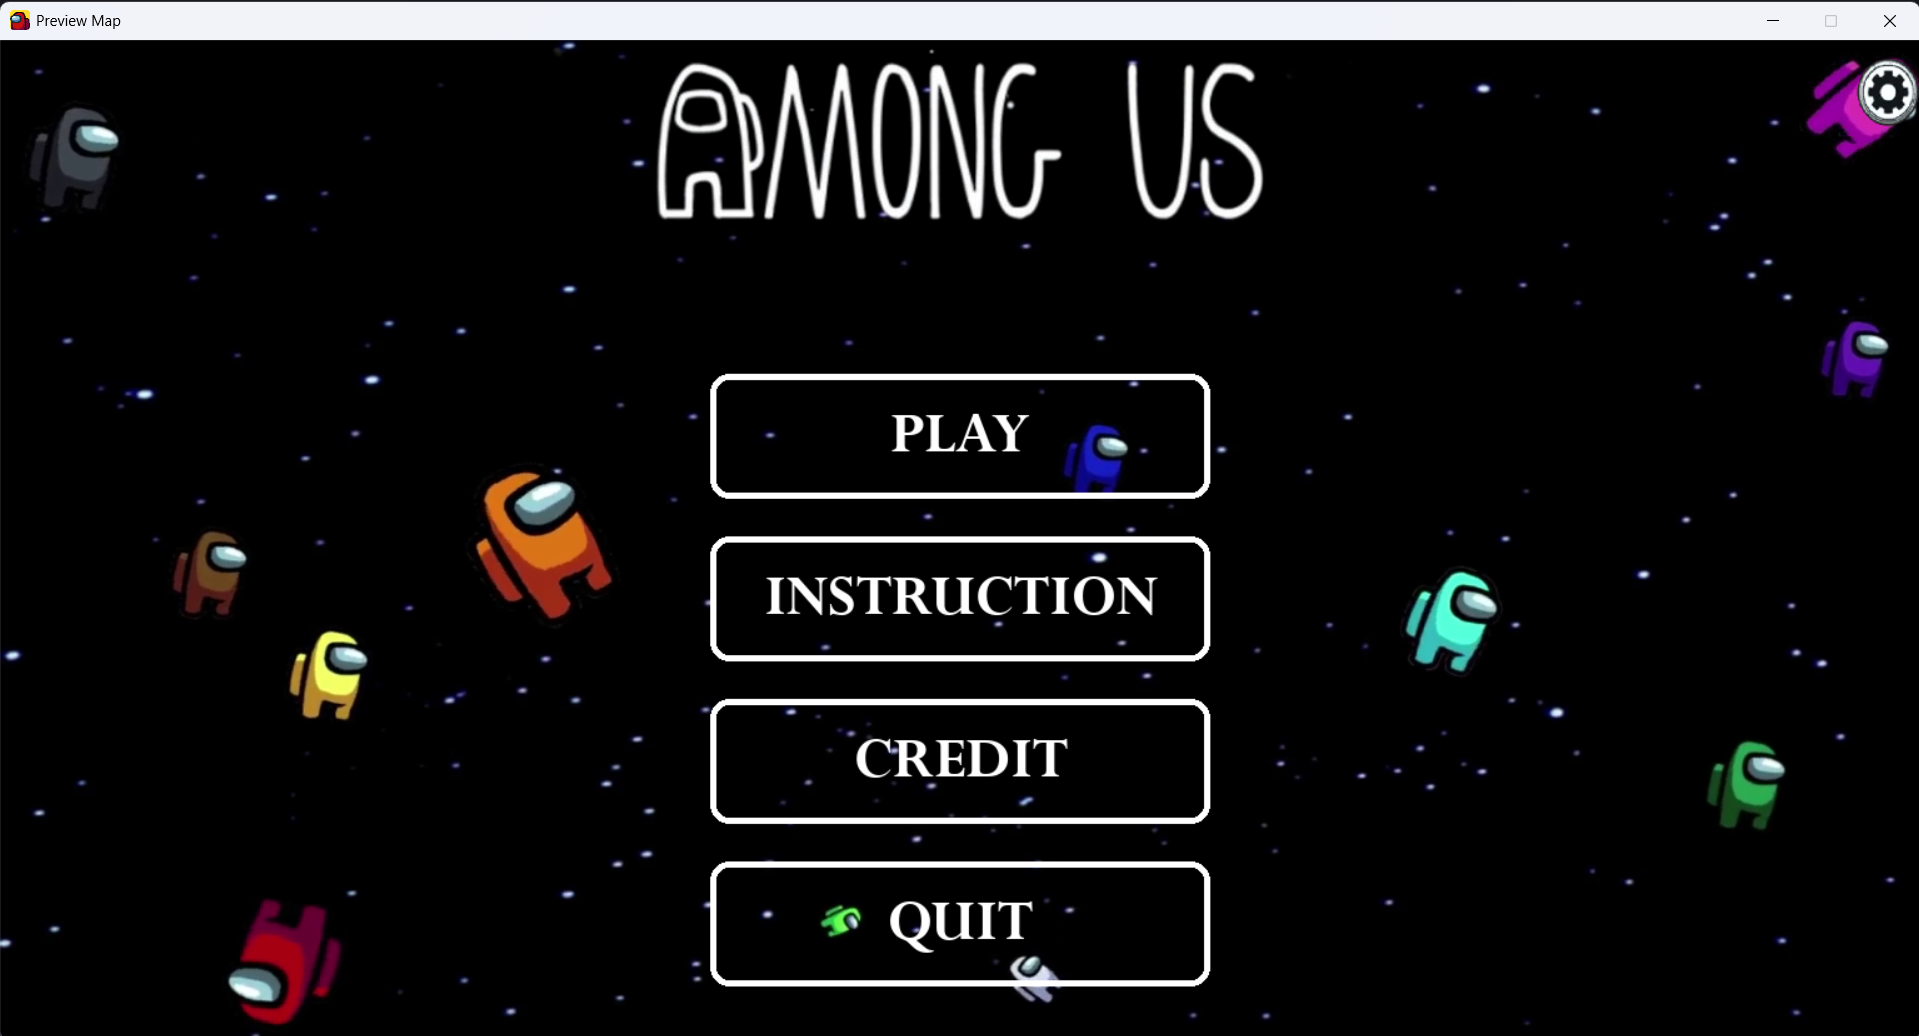 Preview Map
AMONG US
PLAY
INSTRUCTION
CREDIT
QUIT